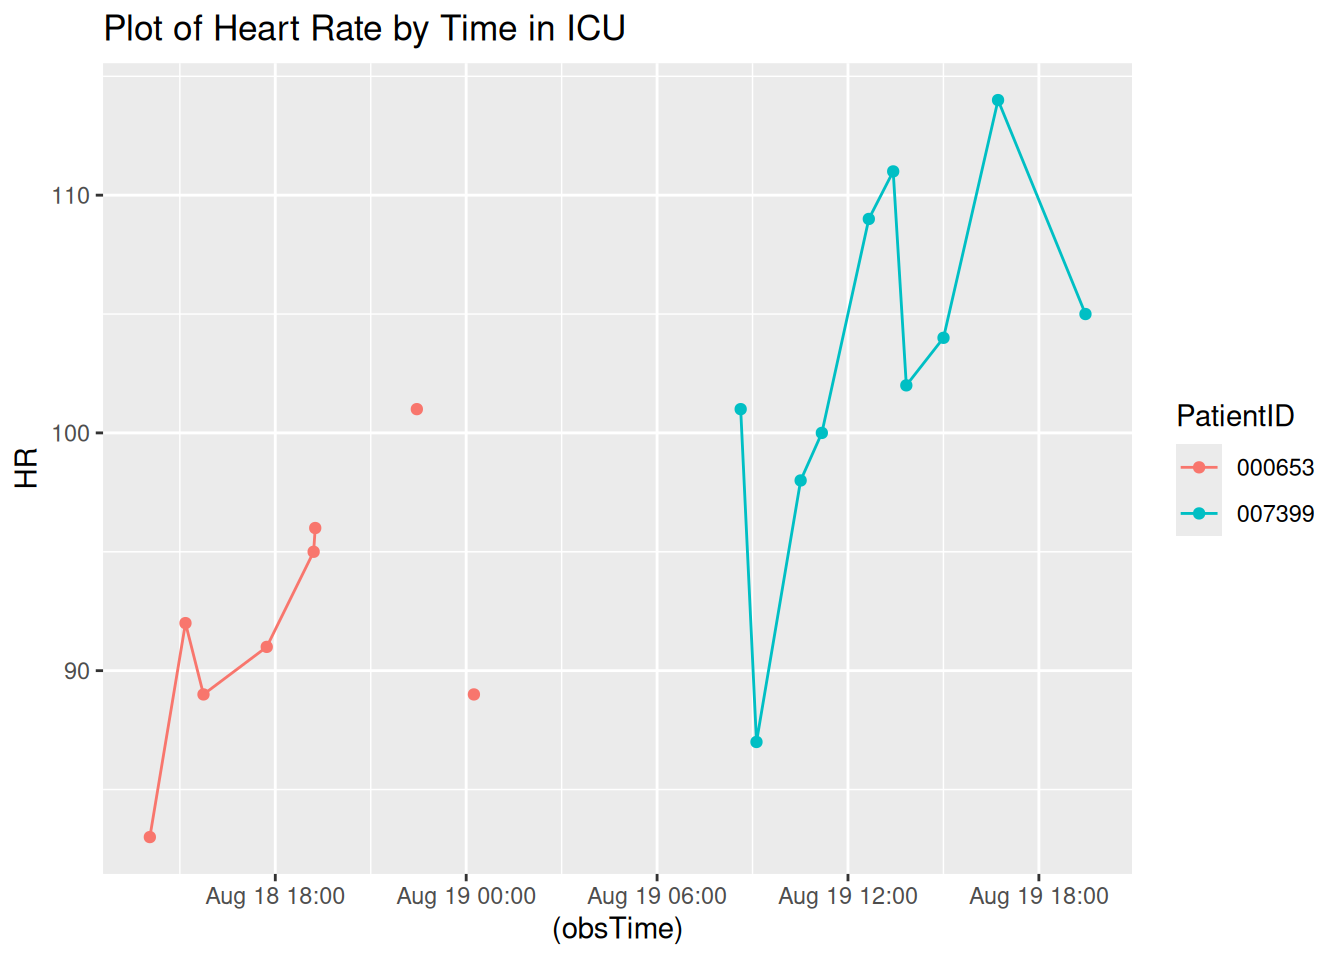 Plot of Heart Rate by Time in ICU
110
100
90
HR
Aug 18 18:00
Aug 19 00:00
Aug 19 06:00
Aug 19 12:00
Aug 19 18:00
(obsTime)
PatientID
000653
007399